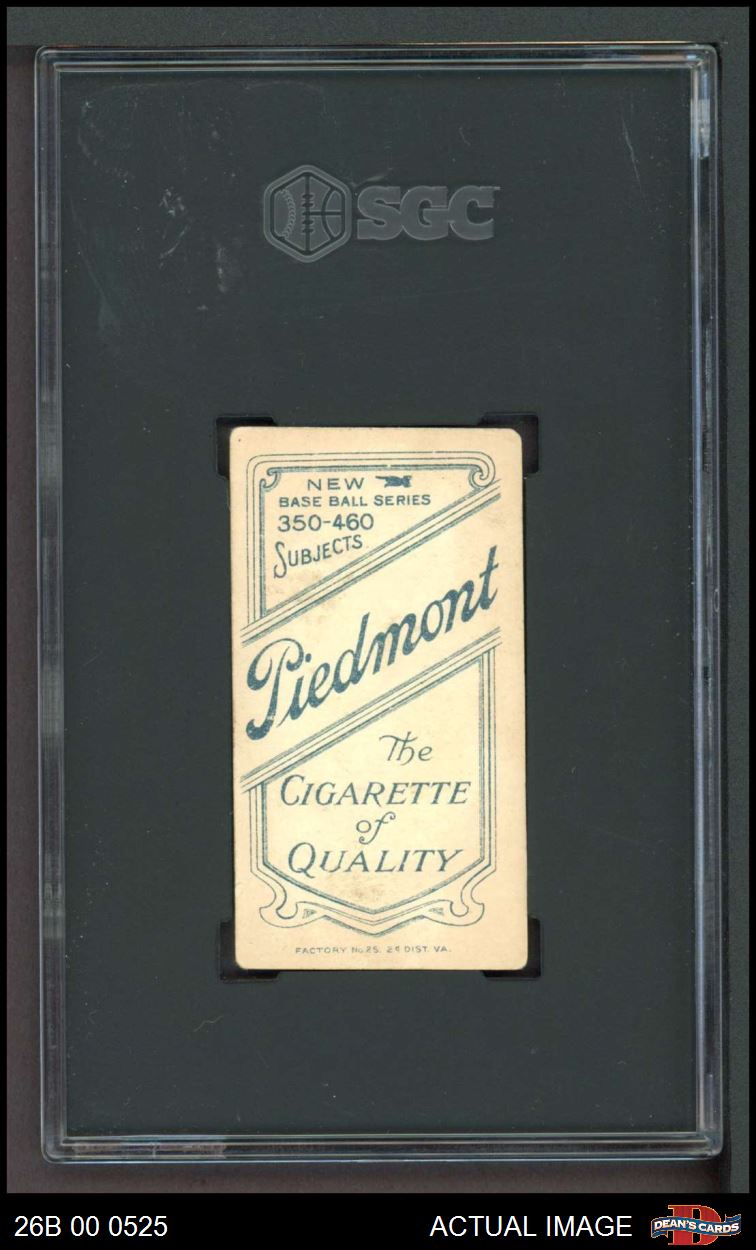 SGC
NEW
BASE BALL SERIES
350-460
SUBJECTS
Piedmont
The
CIGARETTE
of
QUALITY
FACTORY No.25. 2d DIST. VA.
26B 00 0525
ACTUAL IMAGE
DEAN'S CARDS